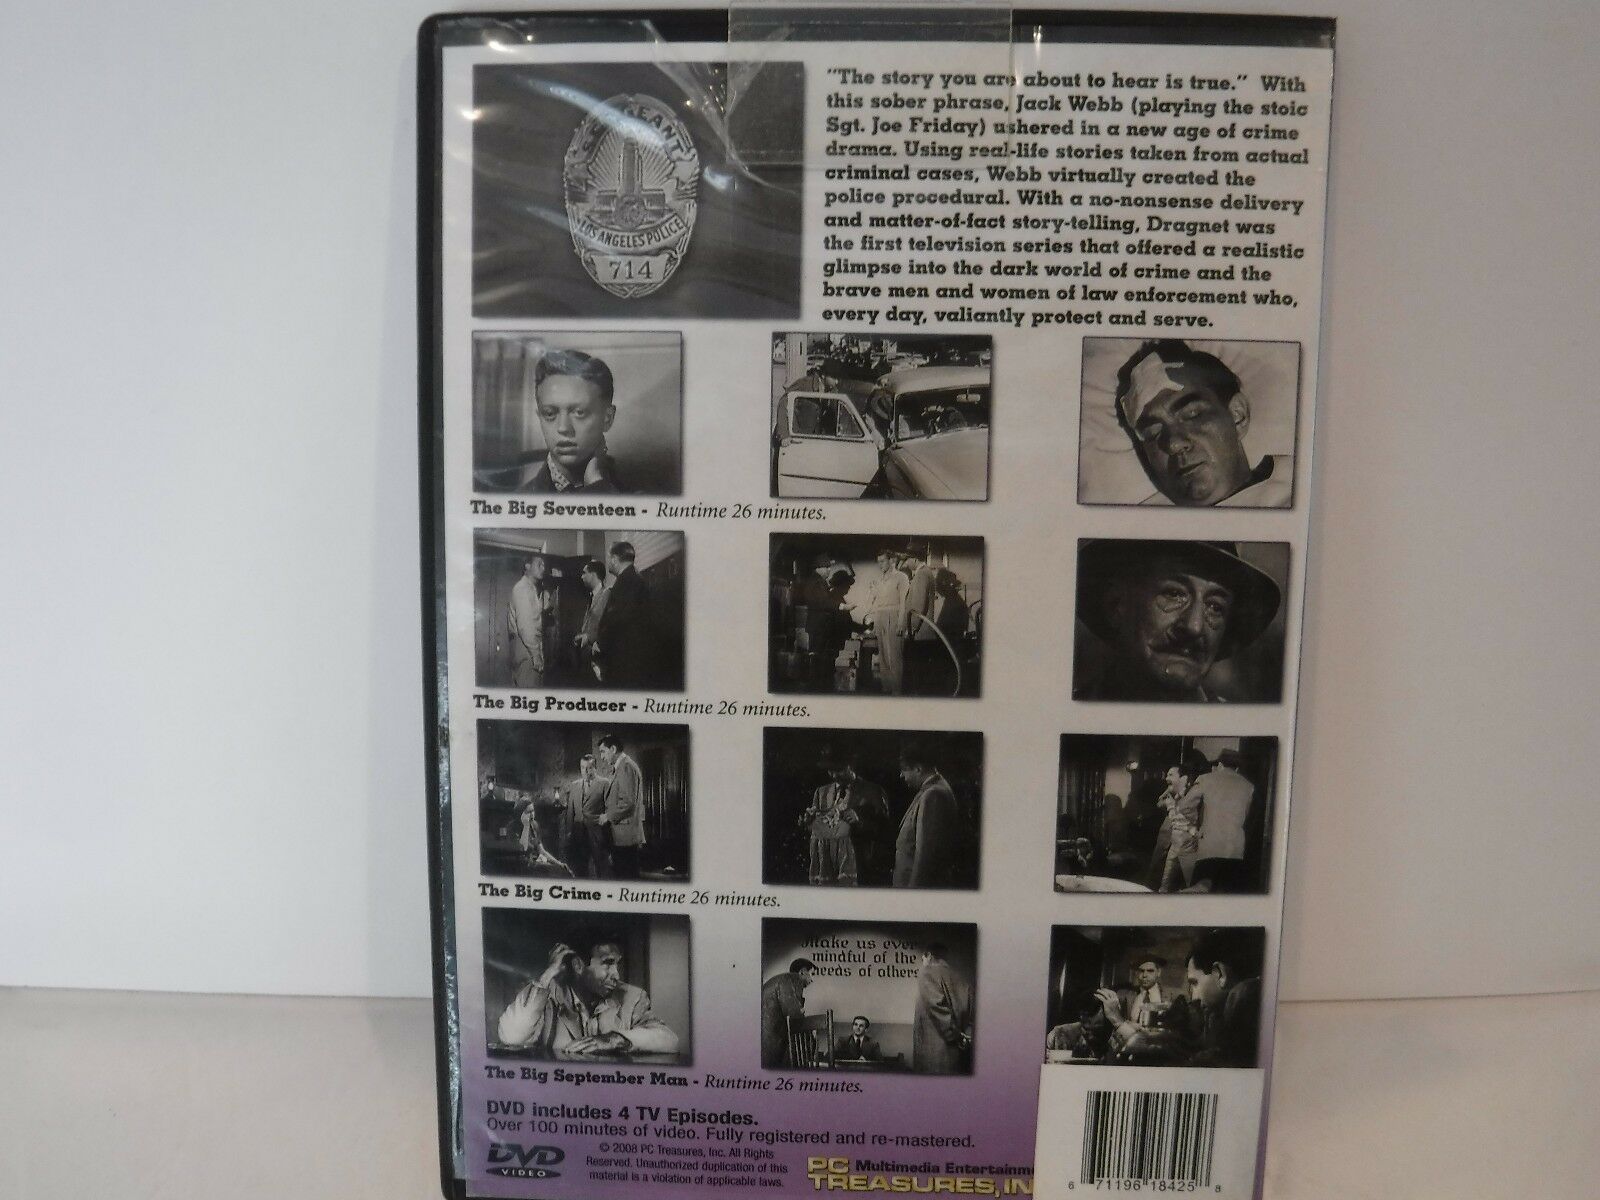 "The story you are about to hear is true." With
this sober phrase, Jack Webb (playing the stoic
Sgt. Joe Friday) ushered in a new age of crime
drama. Using real-life stories taken from actual
criminal cases, Webb virtually created the
police procedural. With a no-nonsense delivery
and matter-of-fact story-telling, Dragnet was
the first television series that offered a realistic
glimpse into the dark world of crime and the
brave men and women of law enforcement who,
every day, valiantly protect and serve.
LOS ANGELES POLICE
714
The Big Seventeen - Runtime 26 minutes.
The Big Producer - Runtime 26 minutes.
The Big Crime - Runtime 26 minutes.
Make us ever
mindful of the
needs of others
The Big September Man - Runtime 26 minutes.
DVD includes 4 TV Episodes.
Over 100 minutes of video. Fully registered and re-mastered.
DVD
VIDEO
© 2008 PC Treasures, Inc. All Rights
Reserved. Unauthorized duplication of this
material is a violation of applicable laws.
PC Multimedia Entertainme
TREASURES, IN
6 71196 18425 8